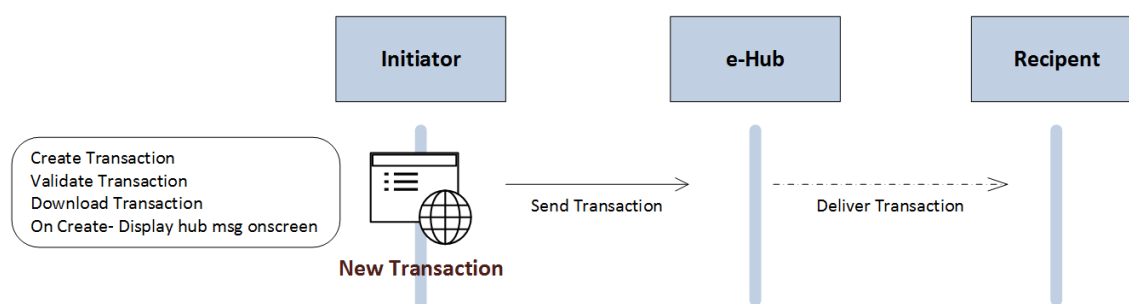 Initiator
e-Hub
Recipent
Create Transaction
Validate Transaction
Download Transaction
On Create- Display hub msg onscreen
Send Transaction
Deliver Transaction
New Transaction